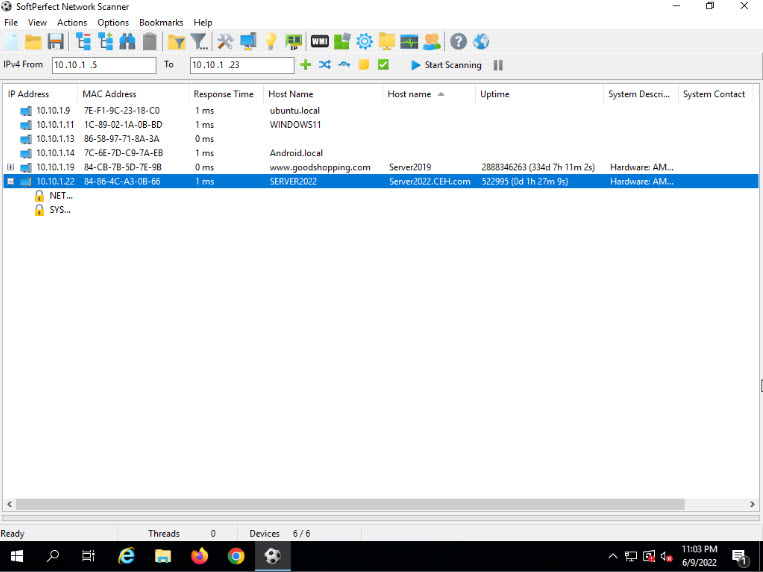 SoftPerfect Network Scanner
File View Actions Options Bookmarks Help
IP WMI
IPv4 From 10 .10 .1 .5 To 10 .10 .1 .23 Start Scanning
IP Address MAC Address Response Time Host Name Host name Uptime System Descri... System Contact
10.10.1.9 7E-F1-9C-23-18-C0 1 ms ubuntu.local
10.10.1.11 1C-89-02-1A-0B-BD 1 ms WINDOWS11
10.10.1.13 86-58-97-71-8A-3A 0 ms
10.10.1.14 7C-6E-7D-C9-7A-EB 1 ms Android.local
10.10.1.19 84-CB-7B-5D-7E-9B 0 ms www.goodshopping.com Server2019 2888346263 (334d 7h 11m 2s) Hardware: AM...
10.10.1.22 84-86-4C-A3-0B-66 1 ms SERVER2022 Server2022.CEH.com 522995 (0d 1h 27m 9s) Hardware: AM...
NET...
SYS...
Ready Threads 0 Devices 6 / 6
11:03 PM
6/9/2022
1